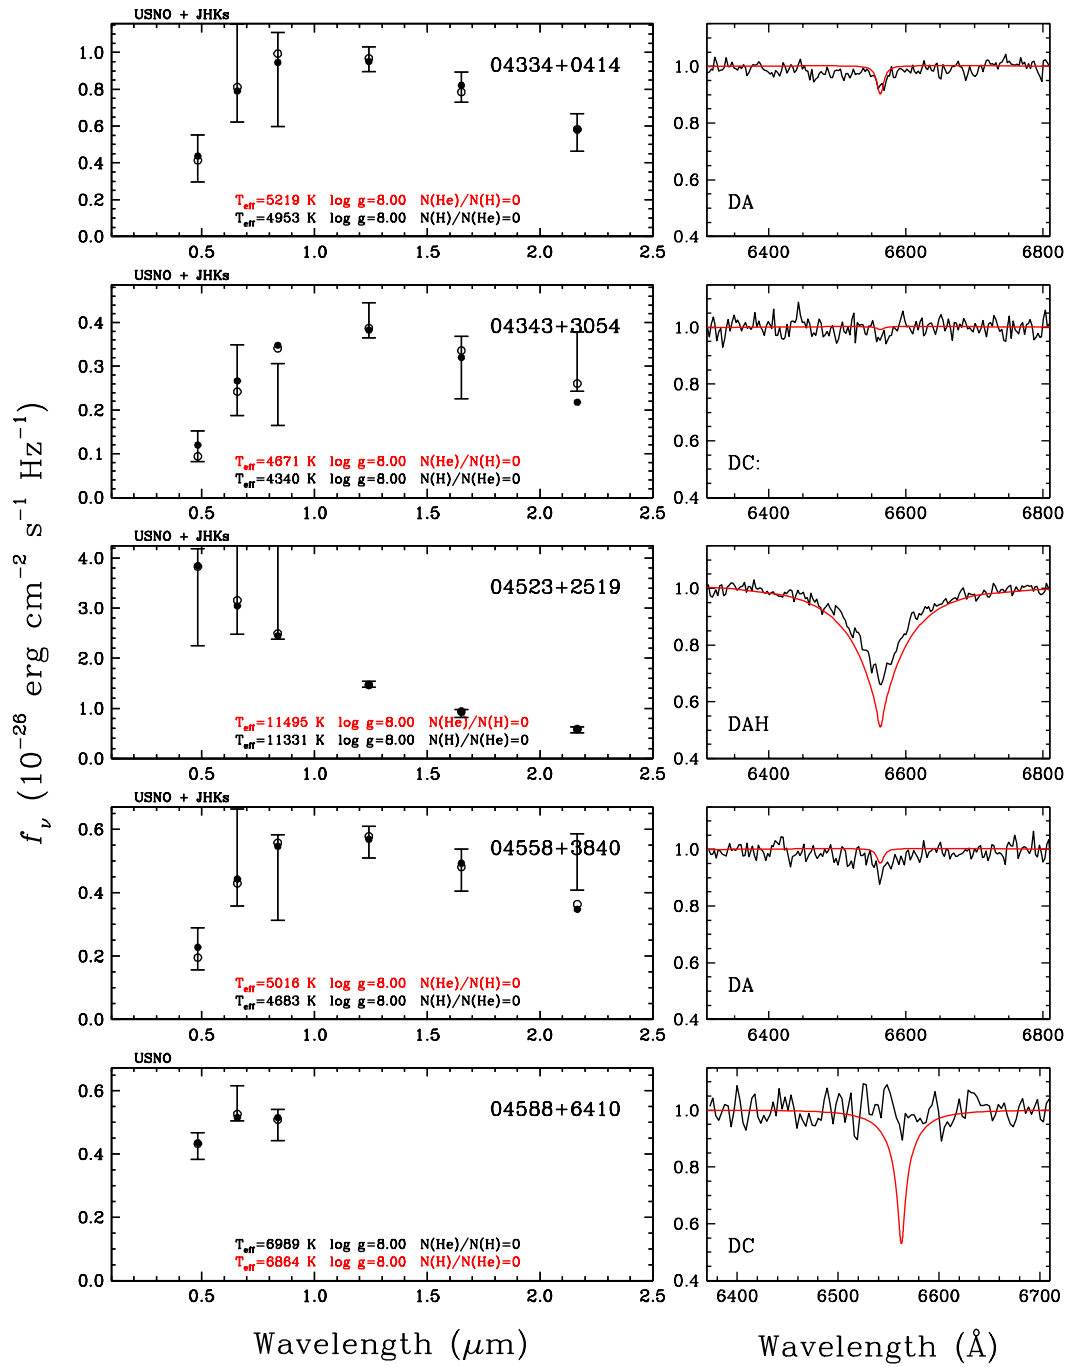 USNO + JHKs
04334+0414
1.0
0.8
0.6
0.4
0.2
0.0
T_eff=5219 K log g=8.00 N(He)/N(H)=0
T_eff=4953 K log g=8.00 N(H)/N(He)=0
0.5 1.0 1.5 2.0 2.5
1.0
0.8
0.6
0.4
DA
6400 6600 6800
USNO + JHKs
04343+3054
0.4
0.3
0.2
0.1
0.0
T_eff=4671 K log g=8.00 N(He)/N(H)=0
T_eff=4340 K log g=8.00 N(H)/N(He)=0
0.5 1.0 1.5 2.0 2.5
1.0
0.8
0.6
0.4
DC:
6400 6600 6800
USNO + JHKs
04523+2519
4.0
3.0
2.0
1.0
0.0
T_eff=11495 K log g=8.00 N(He)/N(H)=0
T_eff=11331 K log g=8.00 N(H)/N(He)=0
0.5 1.0 1.5 2.0 2.5
1.0
0.8
0.6
0.4
DAH
6400 6600 6800
USNO + JHKs
04558+3840
0.6
0.4
0.2
0.0
T_eff=5016 K log g=8.00 N(He)/N(H)=0
T_eff=4683 K log g=8.00 N(H)/N(He)=0
0.5 1.0 1.5 2.0 2.5
1.0
0.8
0.6
0.4
DA
6400 6600 6800
USNO
04588+6410
0.6
0.4
0.2
0.0
T_eff=6989 K log g=8.00 N(He)/N(H)=0
T_eff=6864 K log g=8.00 N(H)/N(He)=0
0.5 1.0 1.5 2.0 2.5
1.0
0.8
0.6
0.4
DC
6400 6500 6600 6700
f_ν (10⁻²⁶ erg cm⁻² s⁻¹ Hz⁻¹)
Wavelength (μm)
Wavelength (Å)